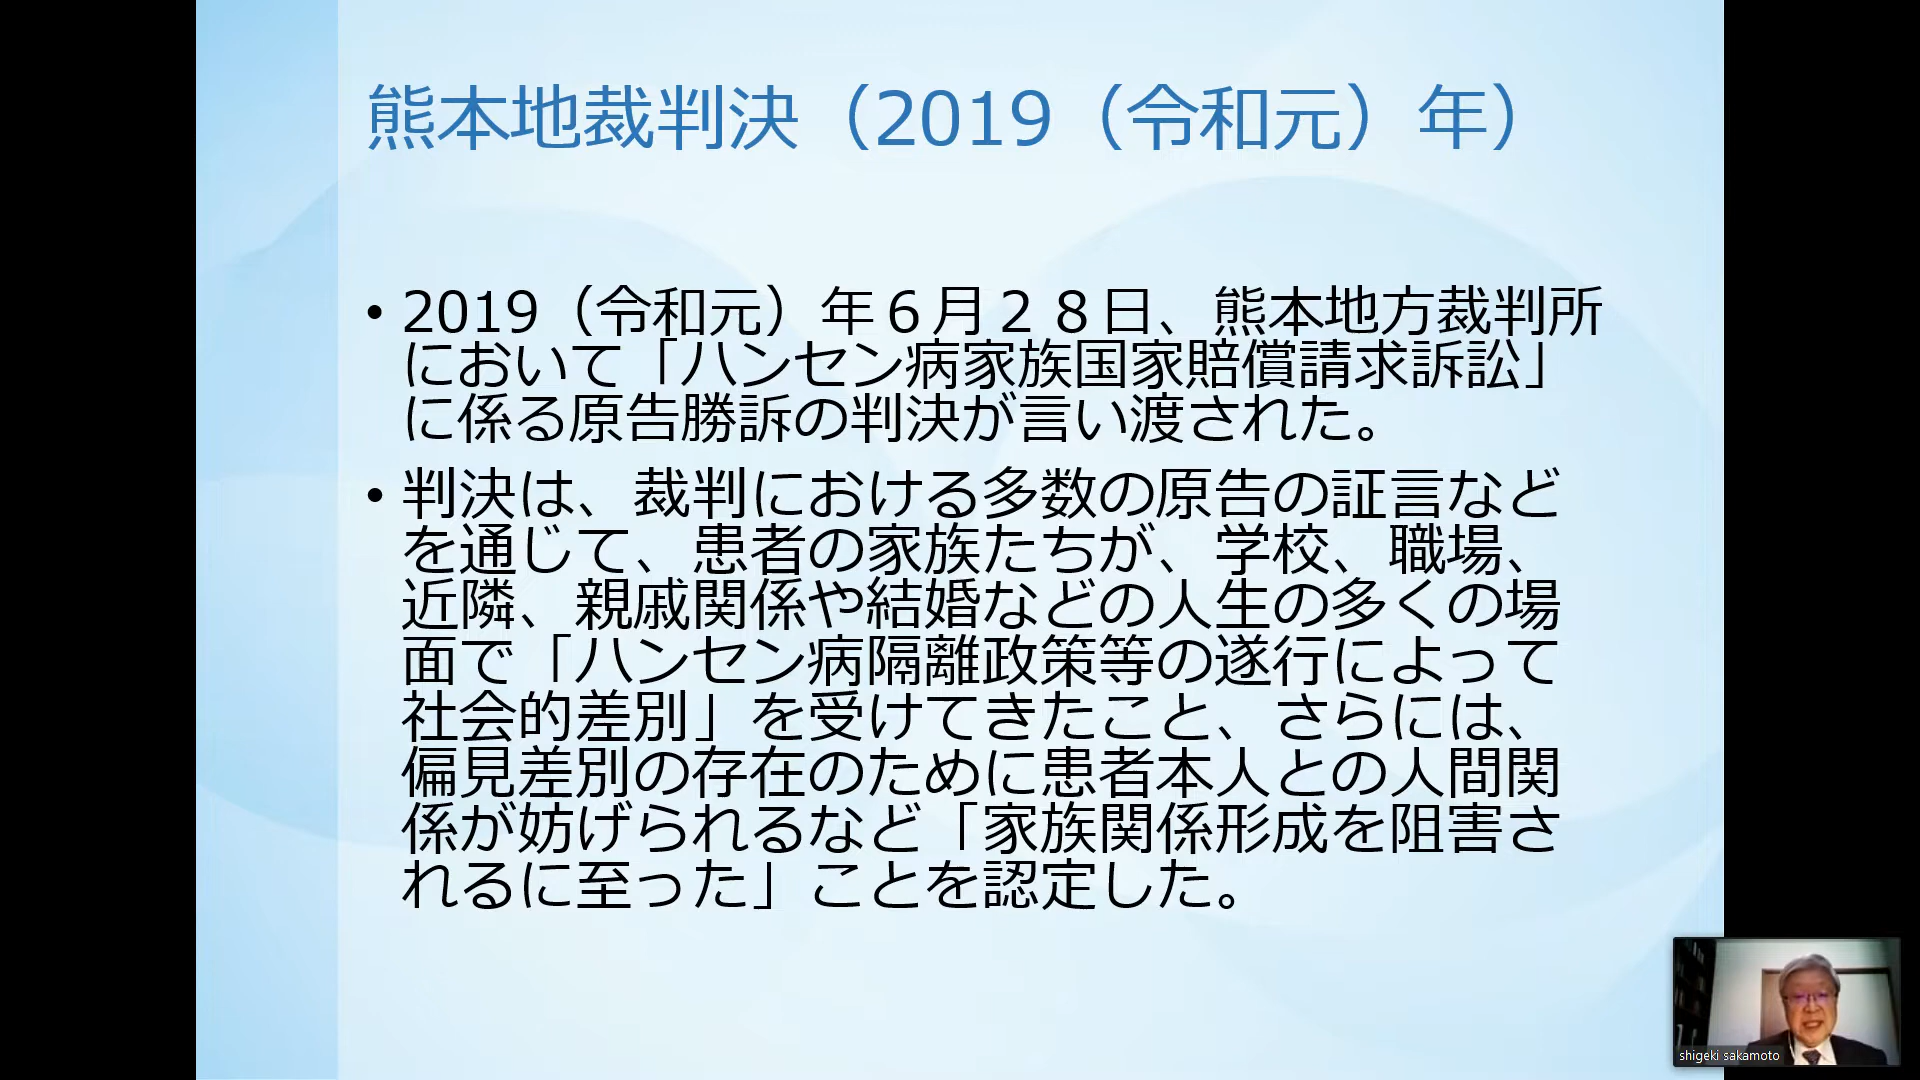 熊本地裁判決（2019（令和元）年）
• 2019（令和元）年６月２８日、熊本地方裁判所
において「ハンセン病家族国家賠償請求訴訟」
に係る原告勝訴の判決が言い渡された。
• 判決は、裁判における多数の原告の証言など
を通じて、患者の家族たちが、学校、職場、
近隣、親戚関係や結婚などの人生の多くの場
面で「ハンセン病隔離政策等の遂行によって
社会的差別」を受けてきたこと、さらには、
偏見差別の存在のために患者本人との人間関
係が妨げられるなど「家族関係形成を阻害さ
れるに至った」ことを認定した。
shigeki sakamoto